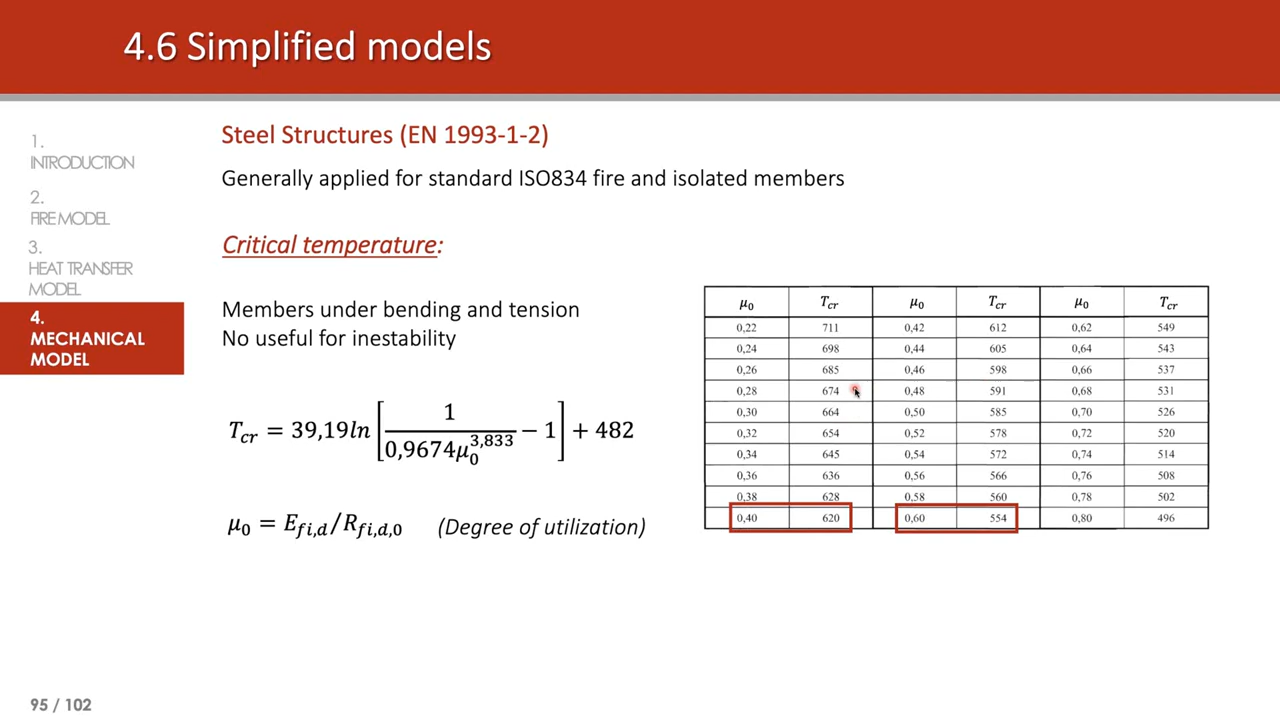 4.6 Simplified models
1.
INTRODUCTION
2.
FIRE MODEL
3.
HEAT TRANSFER
MODEL
4.
MECHANICAL
MODEL
Steel Structures (EN 1993-1-2)
Generally applied for standard ISO834 fire and isolated members
Critical temperature:
Members under bending and tension
No useful for inestability
T_cr = 39,19ln [ 1 / 0,9674μ_0^3,833 − 1 ] + 482
μ_0 = E_fi,d/R_fi,d,0 (Degree of utilization)
μ_0 T_cr μ_0 T_cr μ_0 T_cr
0,22 711 0,42 612 0,62 549
0,24 698 0,44 605 0,64 543
0,26 685 0,46 598 0,66 537
0,28 674 0,48 591 0,68 531
0,30 664 0,50 585 0,70 526
0,32 654 0,52 578 0,72 520
0,34 645 0,54 572 0,74 514
0,36 636 0,56 566 0,76 508
0,38 628 0,58 560 0,78 502
0,40 620 0,60 554 0,80 496
95 / 102